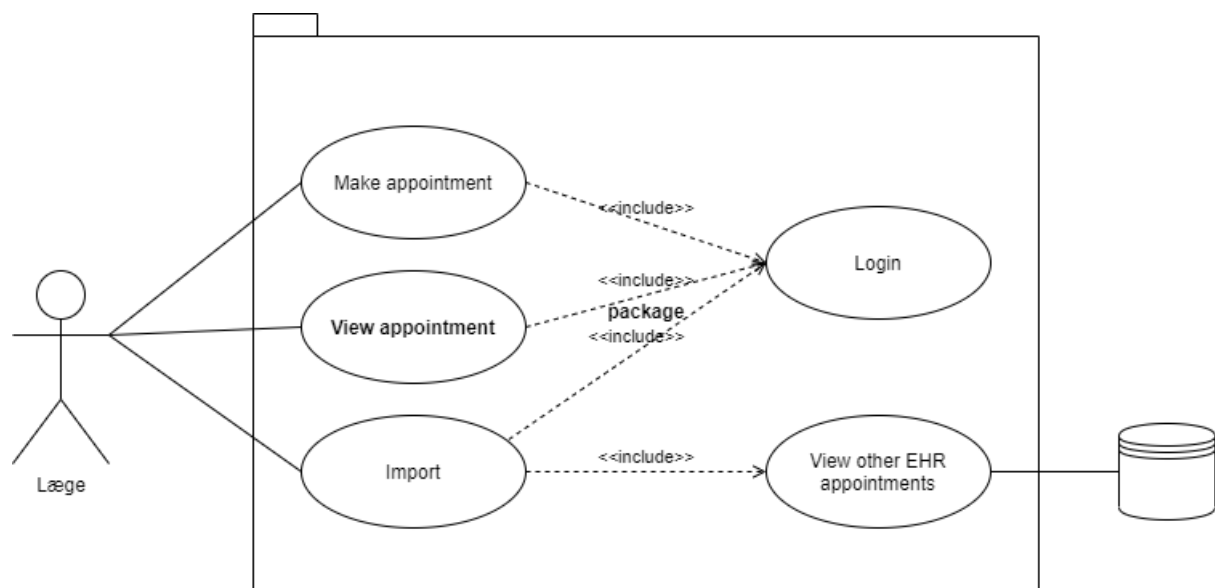 Make appointment
<<include>>
Login
<<include>>
View appointment
package
<<include>>
Import
<<include>>
View other EHR
appointments
Læge